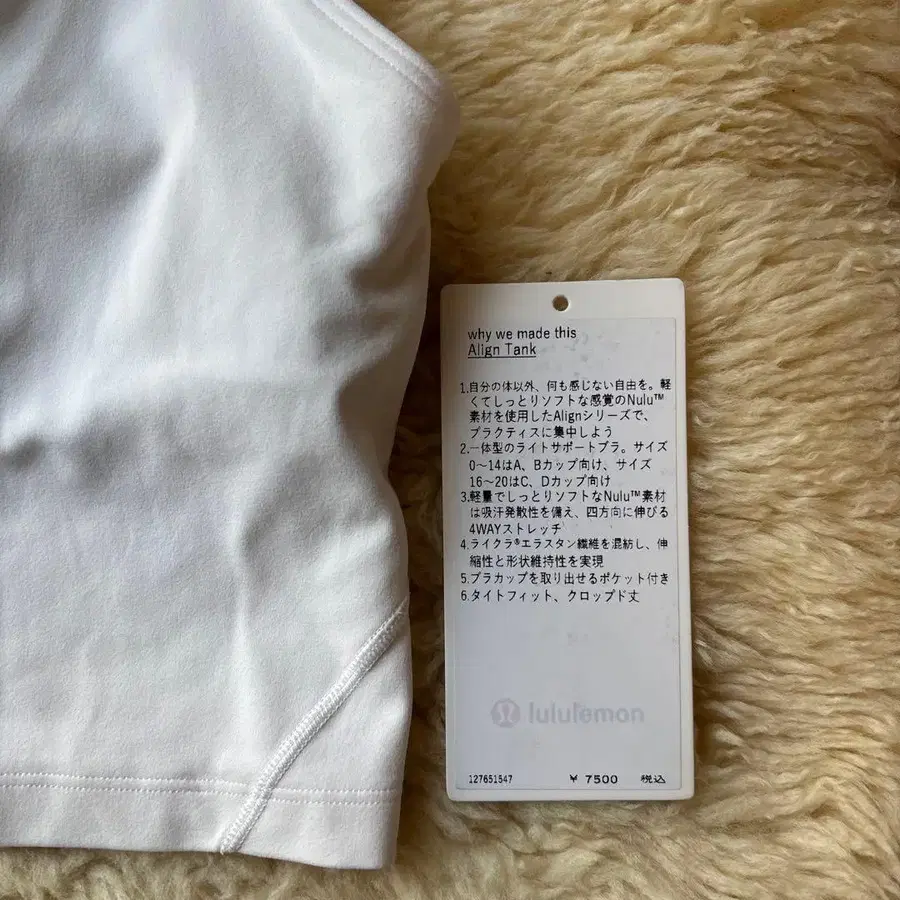 why we made this
Align Tank
1.自分の体以外、何も感じない自由を。軽
くてしっとりソフトな感覚のNulu™
素材を使用したAlignシリーズで、
プラクティスに集中しよう
2.一体型のライトサポートブラ。サイズ
0〜14はA、Bカップ向け、サイズ
16〜20はC、Dカップ向け
3.軽量でしっとりソフトなNulu™素材
は吸汗発散性を備え、四方向に伸びる
4WAYストレッチ
4.ライクラ®エラスタン繊維を混紡し、伸
縮性と形状維持性を実現
5.ブラカップを取り出せるポケット付き
6.タイトフィット、クロップド丈
lululemon
127651547 ¥ 7500 税込